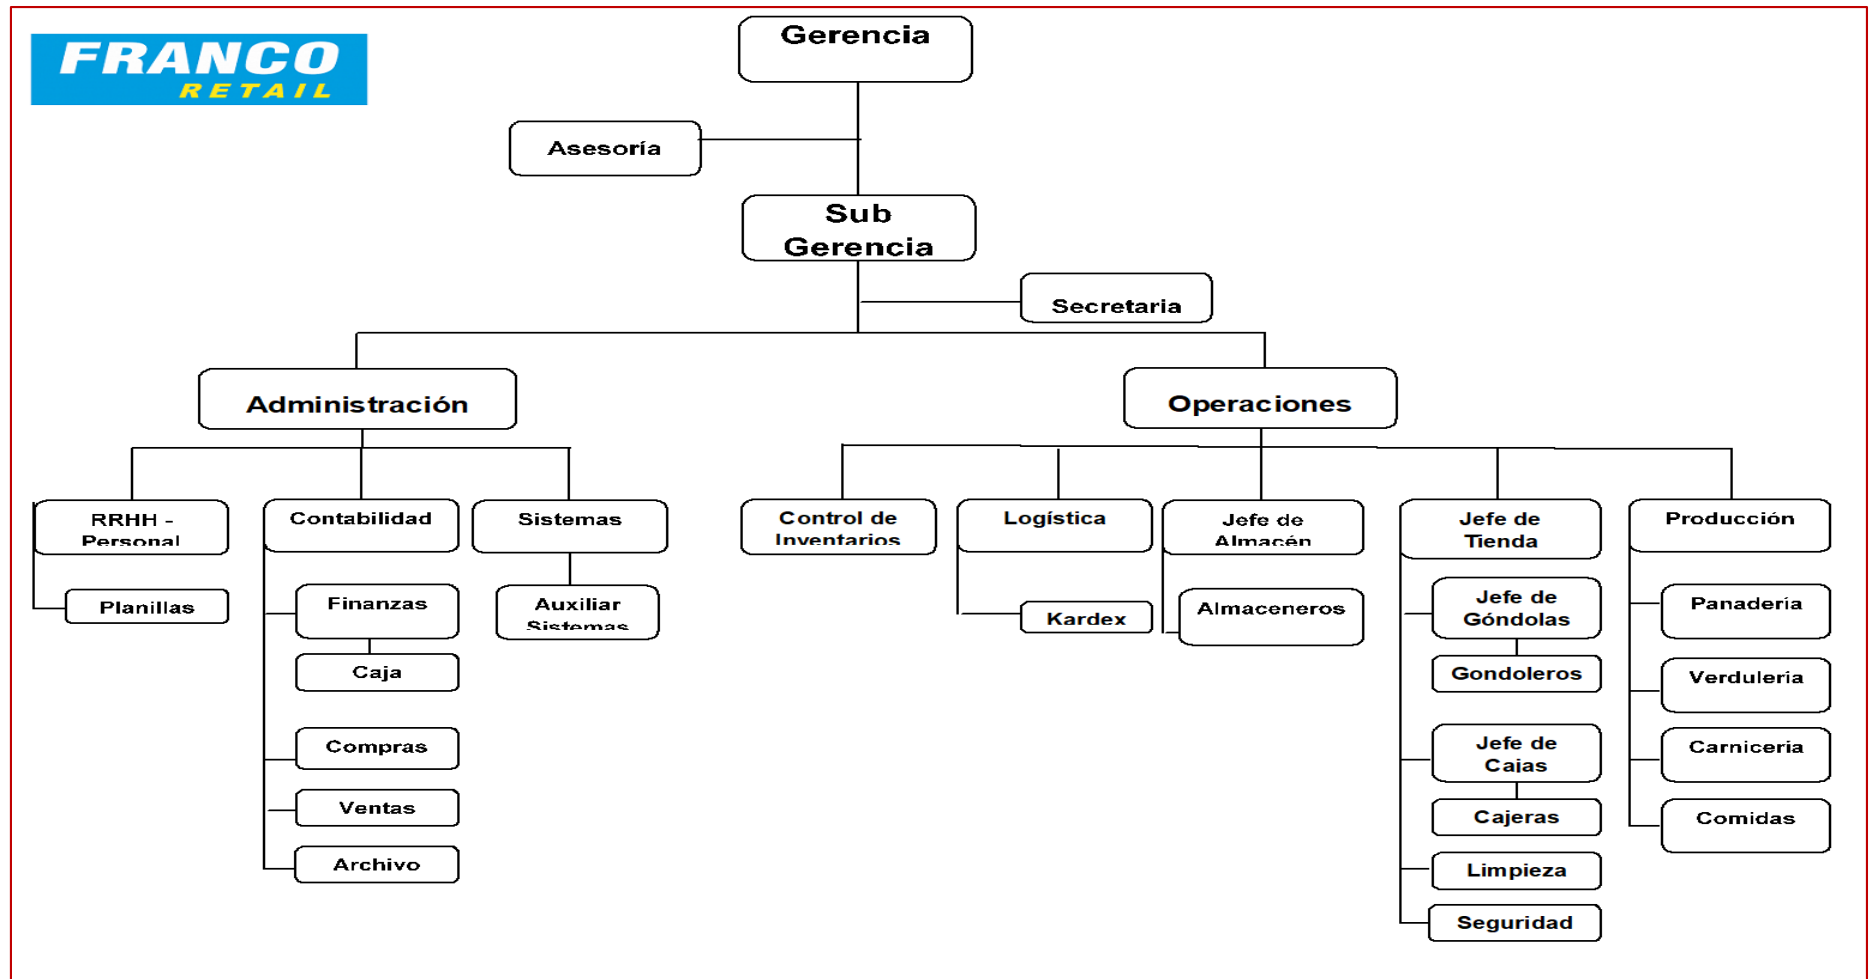 FRANCO
RETAIL
Gerencia
Asesoría
Sub
Gerencia
Secretaria
Administración
Operaciones
RRHH -
Personal
Contabilidad
Sistemas
Control de
Inventarios
Logística
Jefe de
Almacén
Jefe de
Tienda
Producción
Planillas
Finanzas
Auxiliar
Sistemas
Kardex
Almaceneros
Jefe de
Góndolas
Panadería
Caja
Gondoleros
Verdulería
Compras
Jefe de
Cajas
Carnicería
Ventas
Cajeras
Comidas
Archivo
Limpieza
Seguridad